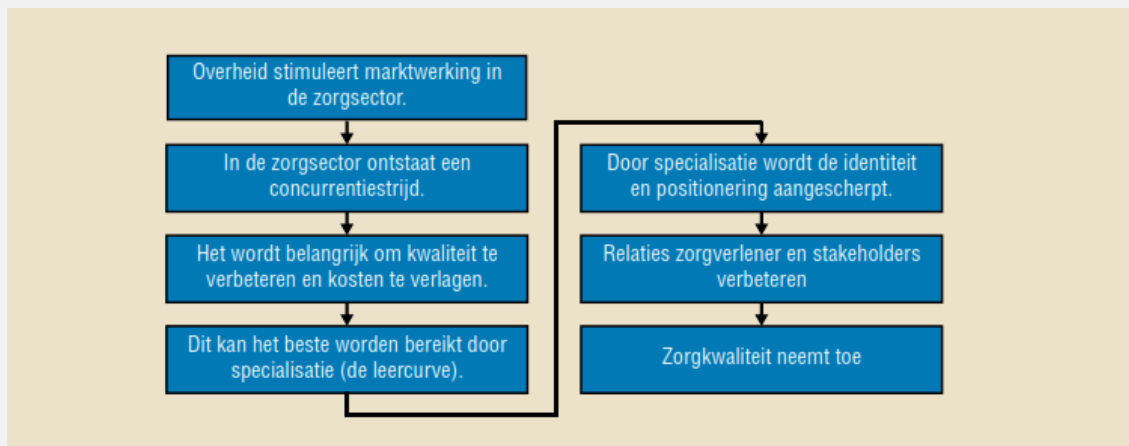 Overheid stimuleert marktwerking in
de zorgsector.
In de zorgsector ontstaat een
concurrentiestrijd.
Het wordt belangrijk om kwaliteit te
verbeteren en kosten te verlagen.
Dit kan het beste worden bereikt door
specialisatie (de leercurve).
Door specialisatie wordt de identiteit
en positionering aangescherpt.
Relaties zorgverlener en stakeholders
verbeteren
Zorgkwaliteit neemt toe